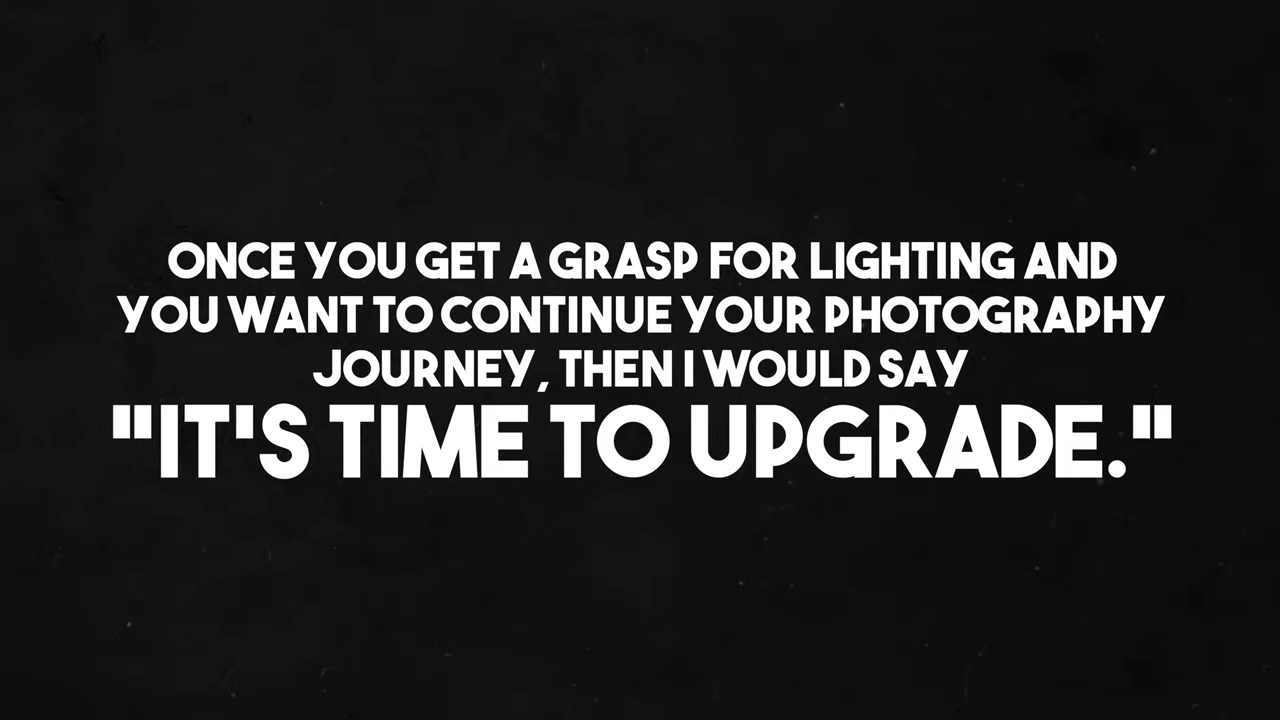 ONCE YOU GET A GRASP FOR LIGHTING AND
YOU WANT TO CONTINUE YOUR PHOTOGRAPHY
JOURNEY, THEN I WOULD SAY
"IT'S TIME TO UPGRADE."